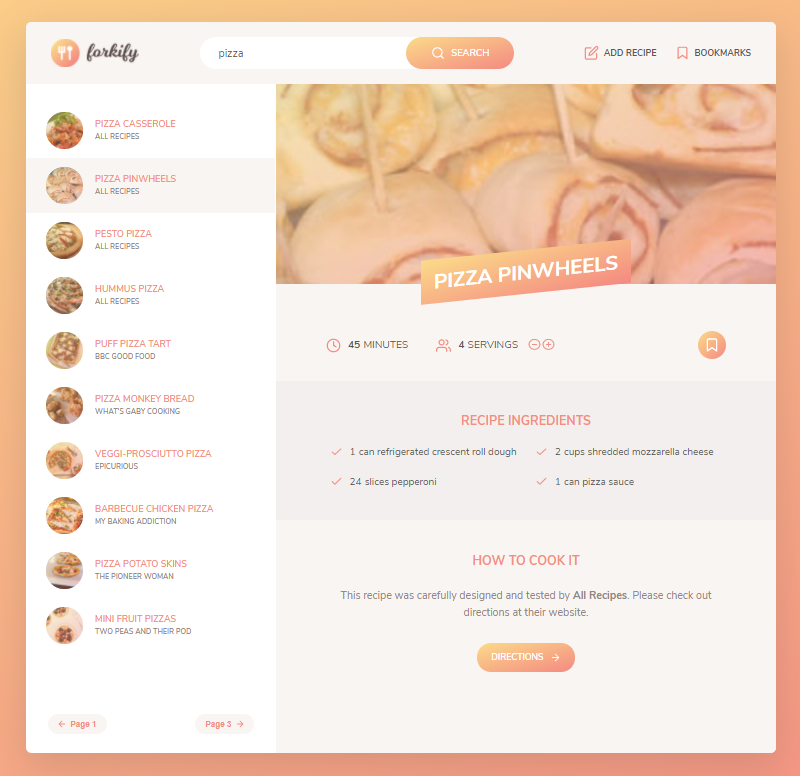 forkify
pizza
SEARCH
ADD RECIPE
BOOKMARKS
PIZZA CASSEROLE
ALL RECIPES
PIZZA PINWHEELS
ALL RECIPES
PESTO PIZZA
ALL RECIPES
HUMMUS PIZZA
ALL RECIPES
PUFF PIZZA TART
BBC GOOD FOOD
PIZZA MONKEY BREAD
WHAT'S GABY COOKING
VEGGI-PROSCIUTTO PIZZA
EPICURIOUS
BARBECUE CHICKEN PIZZA
MY BAKING ADDICTION
PIZZA POTATO SKINS
THE PIONEER WOMAN
MINI FRUIT PIZZAS
TWO PEAS AND THEIR POD
Page 1
Page 3
PIZZA PINWHEELS
45 MINUTES
4 SERVINGS
RECIPE INGREDIENTS
1 can refrigerated crescent roll dough
2 cups shredded mozzarella cheese
24 slices pepperoni
1 can pizza sauce
HOW TO COOK IT
This recipe was carefully designed and tested by All Recipes. Please check out
directions at their website.
DIRECTIONS